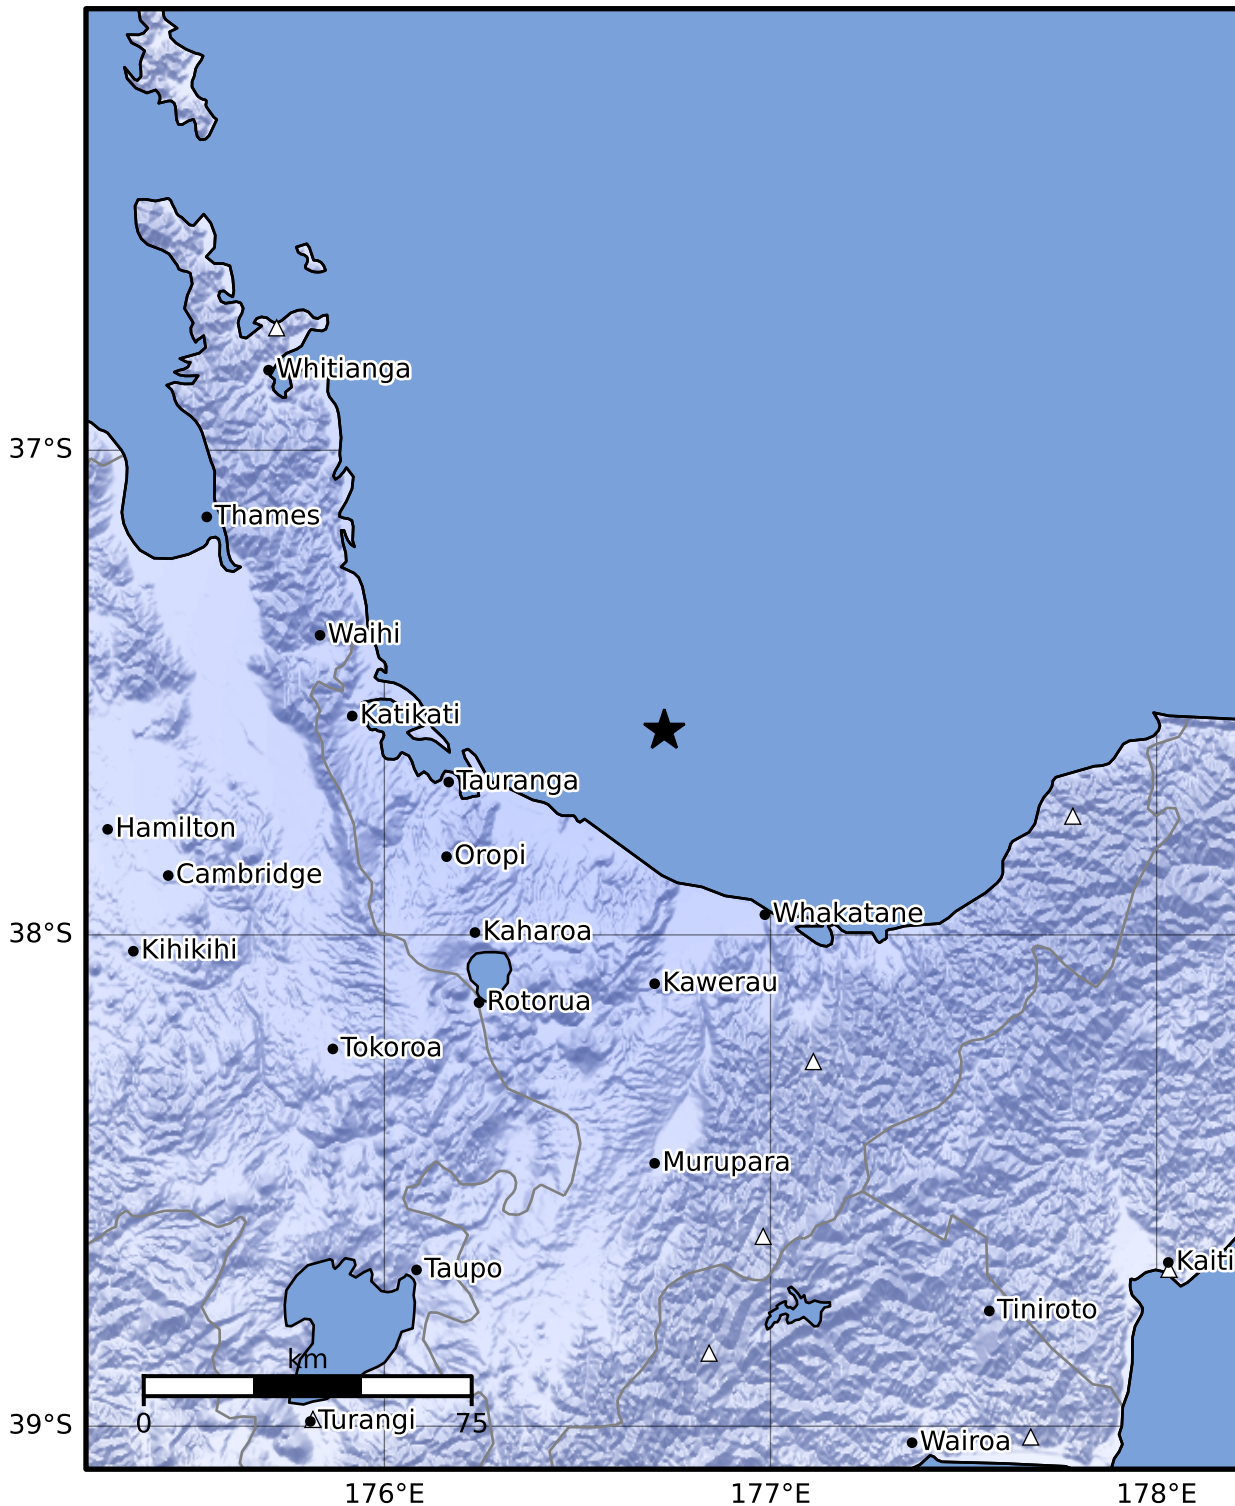 Whitianga
37°S
Thames
Waihi
Katikati
Tauranga
Hamilton
Oropi
Cambridge
Whakatane
Kaharoa
38°S
Kihikihi
Kawerau
Rotorua
Tokoroa
Murupara
Kaiti
Taupo
Tiniroto
km
0
75
Turangi
39°S
Wairoa
176°E
177°E
178°E